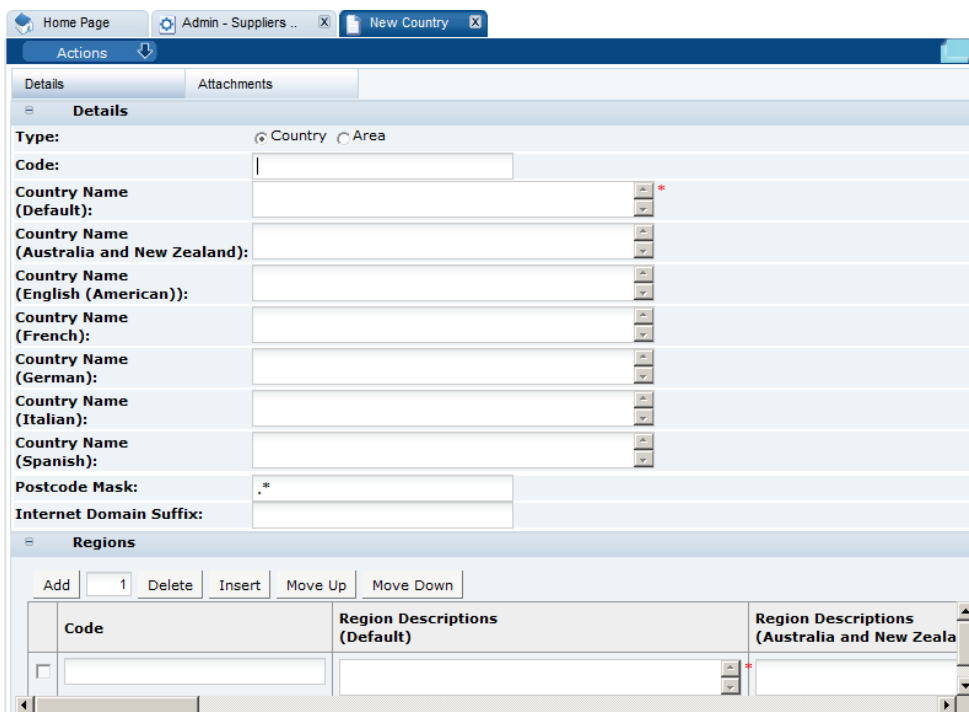 Home Page
Admin - Suppliers ..
X
New Country
X
Actions
Details
Attachments
Details
Type:
Country
Area
Code:
Country Name
(Default):
*
Country Name
(Australia and New Zealand):
Country Name
(English (American)):
Country Name
(French):
Country Name
(German):
Country Name
(Italian):
Country Name
(Spanish):
Postcode Mask:
.*
Internet Domain Suffix:
Regions
Add
1
Delete
Insert
Move Up
Move Down
Code
Region Descriptions
(Default)
Region Descriptions
(Australia and New Zeala
*